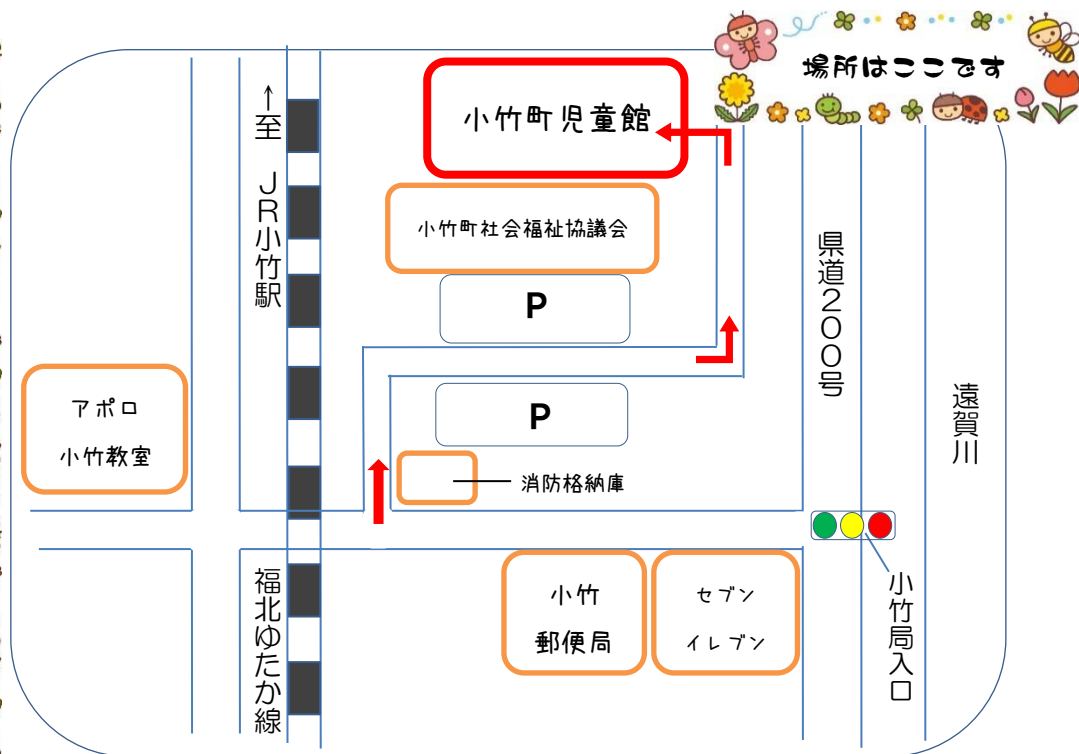 場所はここです
小竹町児童館
↑至 JR小竹駅
小竹町社会福祉協議会
P
県道200号
遠賀川
アポロ
小竹教室
P
消防格納庫
福北ゆたか線
小竹
郵便局
セブン
イレブン
小竹局入口